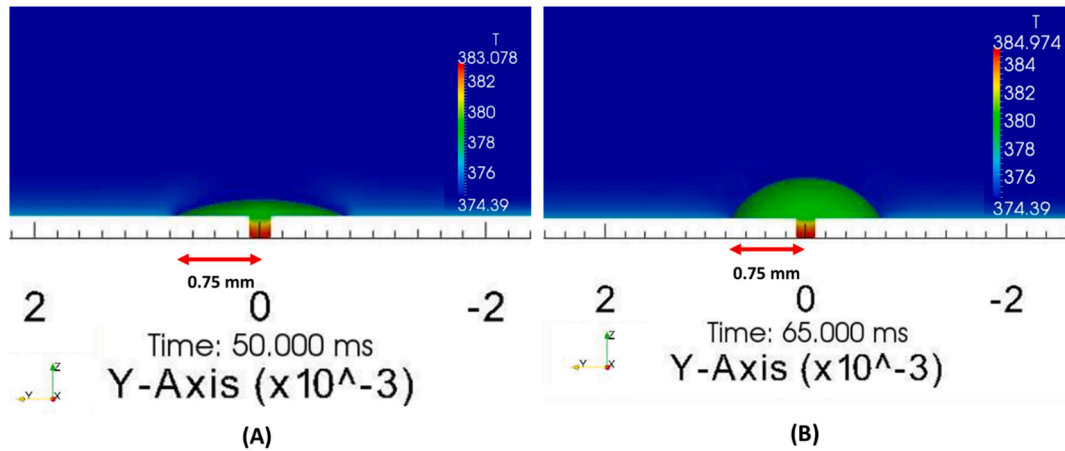 T
383.078
382
380
378
376
374.39
0.75 mm
2 0 -2
Time: 50.000 ms
Y-Axis (x10^-3)
Z
Y X
(A)
T
384.974
384
382
380
378
376
374.39
0.75 mm
2 0 -2
Time: 65.000 ms
Y-Axis (x10^-3)
Z
Y X
(B)